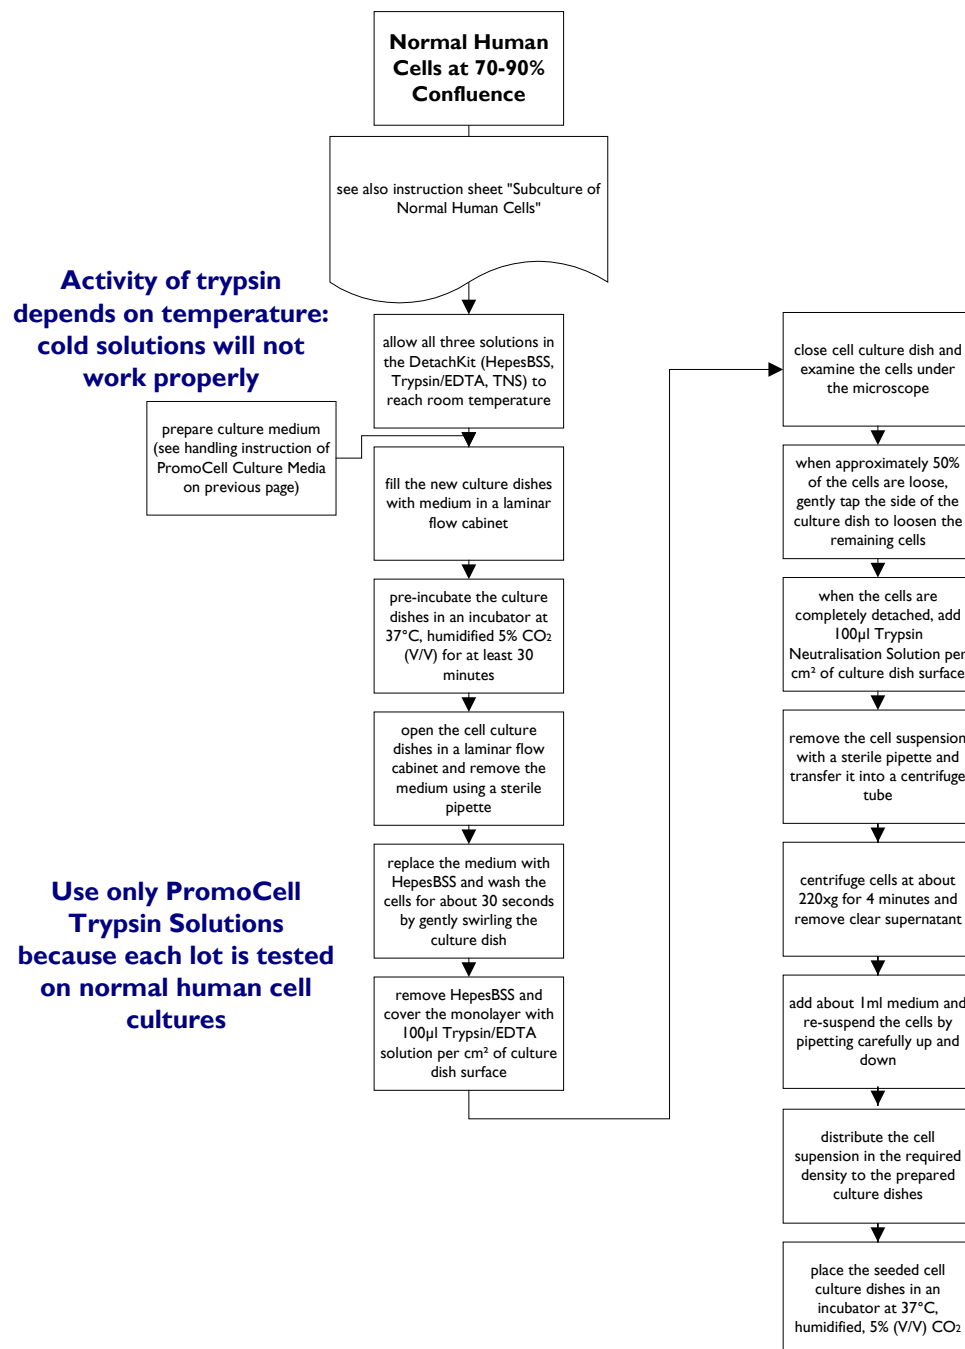 Normal Human
Cells at 70-90%
Confluence
see also instruction sheet "Subculture of
Normal Human Cells"
Activity of trypsin
depends on temperature:
cold solutions will not
work properly
allow all three solutions in
the DetachKit (HepesBSS,
Trypsin/EDTA, TNS) to
reach room temperature
prepare culture medium
(see handling instruction of
PromoCell Culture Media
on previous page)
fill the new culture dishes
with medium in a laminar
flow cabinet
pre-incubate the culture
dishes in an incubator at
37°C, humidified 5% CO₂
(V/V) for at least 30
minutes
open the cell culture
dishes in a laminar flow
cabinet and remove the
medium using a sterile
pipette
replace the medium with
HepesBSS and wash the
cells for about 30 seconds
by gently swirling the
culture dish
Use only PromoCell
Trypsin Solutions
because each lot is tested
on normal human cell
cultures
remove HepesBSS and
cover the monolayer with
100µl Trypsin/EDTA
solution per cm² of culture
dish surface
close cell culture dish and
examine the cells under
the microscope
when approximately 50%
of the cells are loose,
gently tap the side of the
culture dish to loosen the
remaining cells
when the cells are
completely detached, add
100µl Trypsin
Neutralisation Solution per
cm² of culture dish surface
remove the cell suspension
with a sterile pipette and
transfer it into a centrifuge
tube
centrifuge cells at about
220xg for 4 minutes and
remove clear supernatant
add about 1ml medium and
re-suspend the cells by
pipetting carefully up and
down
distribute the cell
supension in the required
density to the prepared
culture dishes
place the seeded cell
culture dishes in an
incubator at 37°C,
humidified, 5% (V/V) CO₂